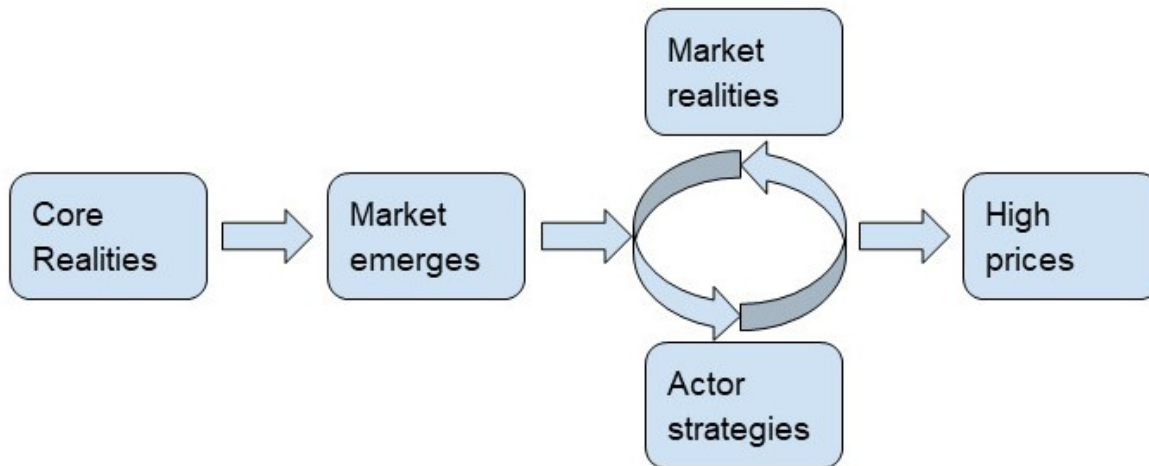 Core
Realities
Market
emerges
Market
realities
Actor
strategies
High
prices